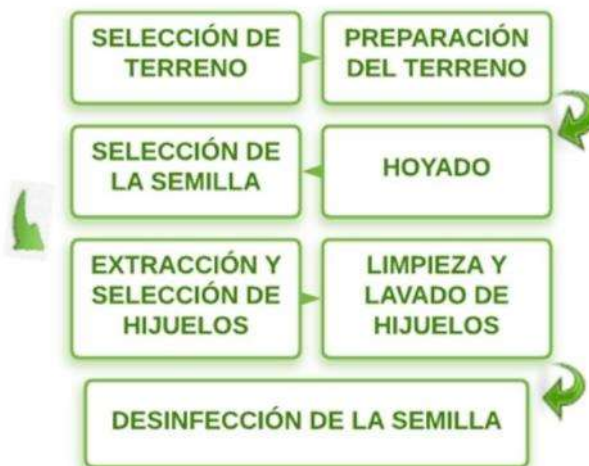 SELECCIÓN DE
TERRENO
PREPARACIÓN
DEL TERRENO
SELECCIÓN DE
LA SEMILLA
HOYADO
EXTRACCIÓN Y
SELECCIÓN DE
HIJUELOS
LIMPIEZA Y
LAVADO DE
HIJUELOS
DESINFECCIÓN DE LA SEMILLA